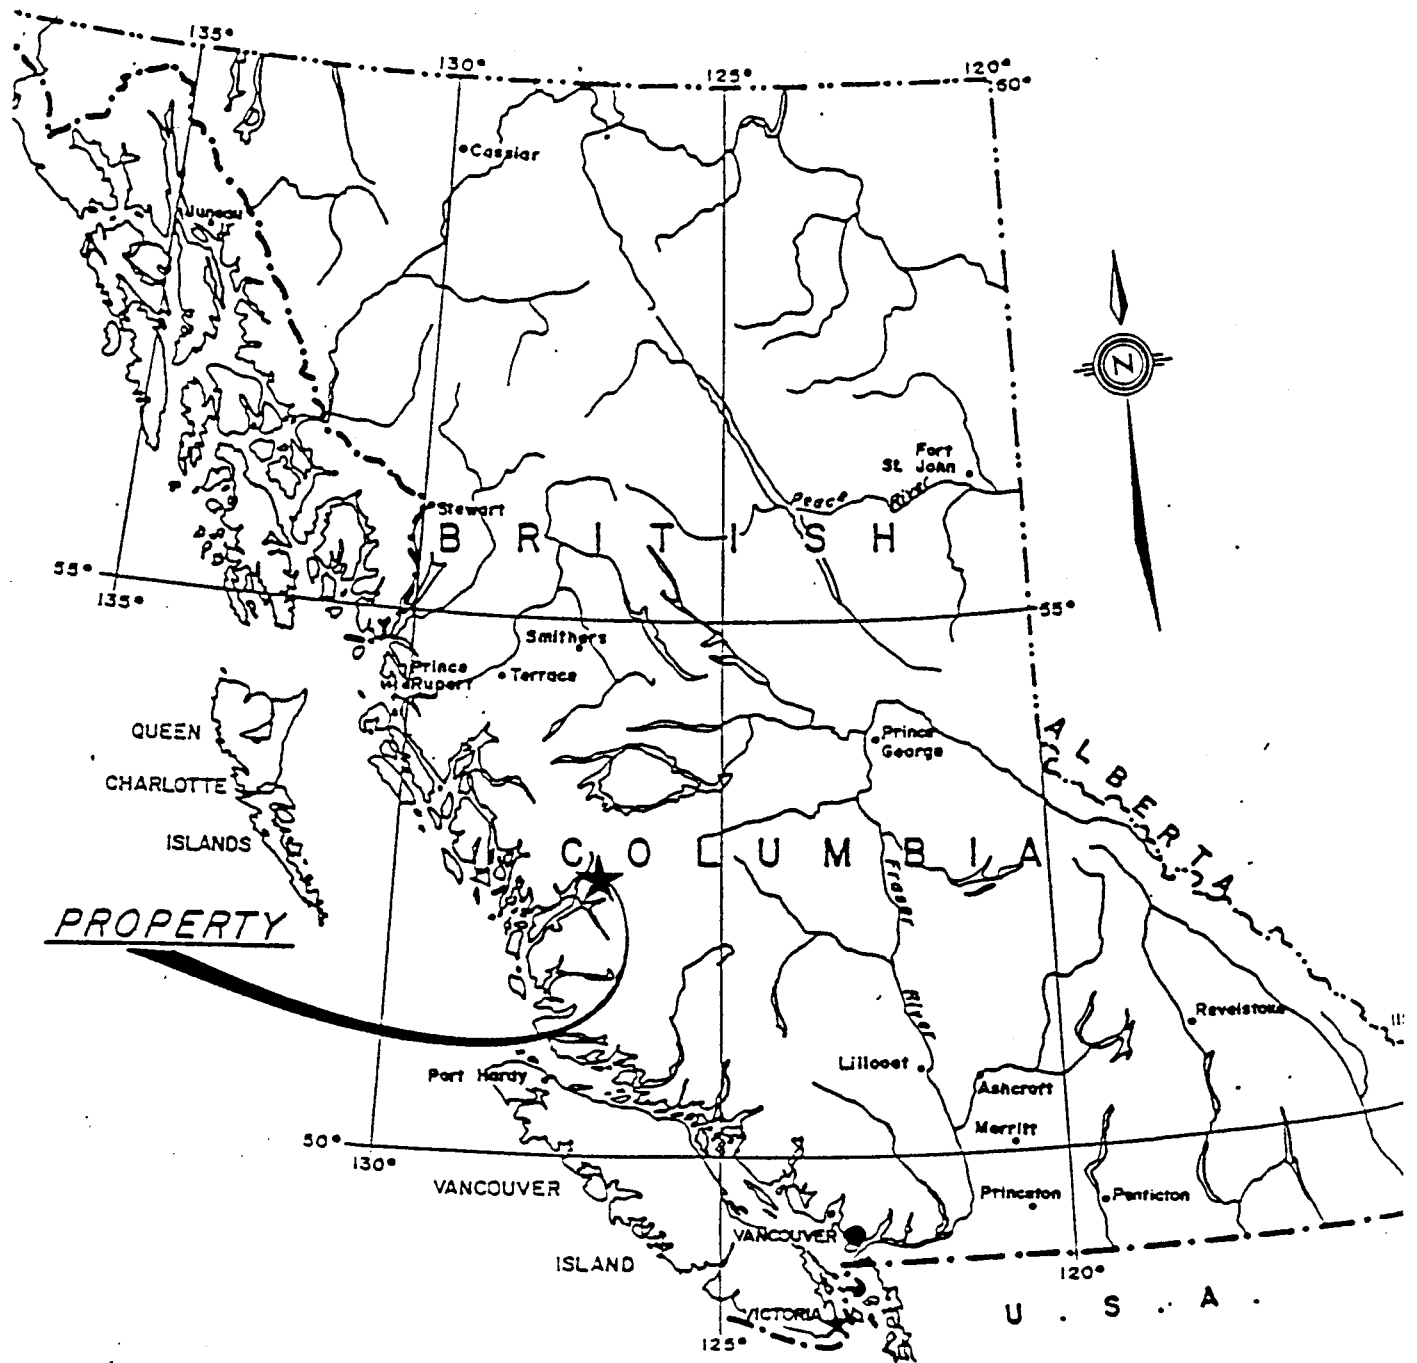 135°
130°
125°
120°
60°
Cassiar
Juneau
N
Fort
St. John
Peace River
Stewart
BRITISH
55°
135°
55°
Smithers
Prince
Rupert
Terrace
QUEEN
CHARLOTTE
ISLANDS
Prince
George
ALBERTA
COLUMBIA
Fraser
River
PROPERTY
Revelstoke
Lillooet
Port Hardy
Ashcroft
Merritt
50°
130°
VANCOUVER
ISLAND
Princeton
Penticton
VANCOUVER
120°
VICTORIA
125°
U.S.A.